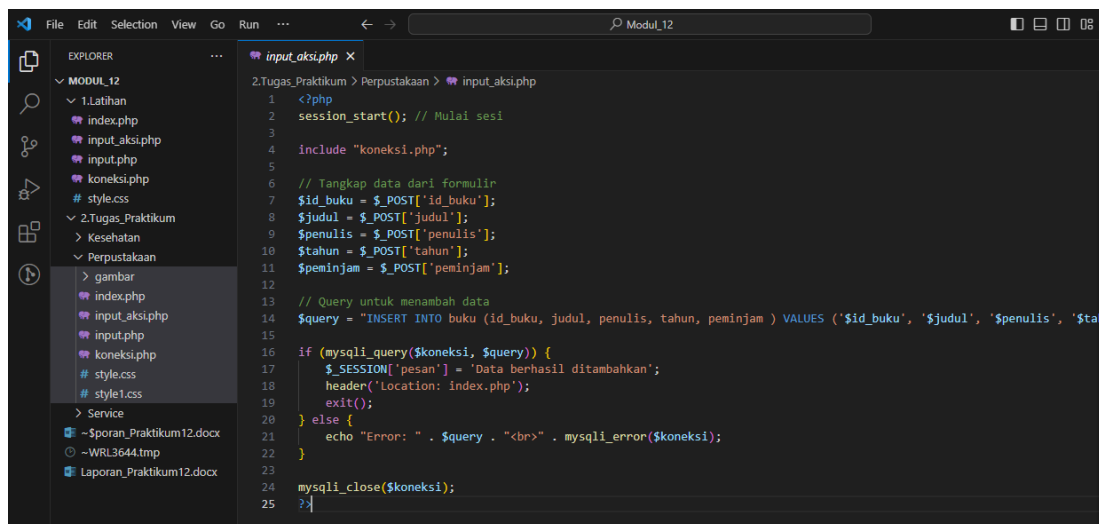 File Edit Selection View Go Run ··· ← → Modul_12
EXPLORER ···
MODUL_12
1.Latihan
index.php
input_aksi.php
input.php
koneksi.php
# style.css
2.Tugas_Praktikum
Kesehatan
Perpustakaan
gambar
index.php
input_aksi.php
input.php
koneksi.php
# style.css
# style1.css
Service
~$poran_Praktikum12.docx
~WRL3644.tmp
Laporan_Praktikum12.docx
input_aksi.php ×
2.Tugas_Praktikum > Perpustakaan > input_aksi.php
1 <?php
2 session_start(); // Mulai sesi
3
4 include "koneksi.php";
5
6 // Tangkap data dari formulir
7 $id_buku = $_POST['id_buku'];
8 $judul = $_POST['judul'];
9 $penulis = $_POST['penulis'];
10 $tahun = $_POST['tahun'];
11 $peminjam = $_POST['peminjam'];
12
13 // Query untuk menambah data
14 $query = "INSERT INTO buku (id_buku, judul, penulis, tahun, peminjam ) VALUES ('$id_buku', '$judul', '$penulis', '$ta
15
16 if (mysqli_query($koneksi, $query)) {
17 $_SESSION['pesan'] = 'Data berhasil ditambahkan';
18 header('Location: index.php');
19 exit();
20 } else {
21 echo "Error: " . $query . "<br>" . mysqli_error($koneksi);
22 }
23
24 mysqli_close($koneksi);
25 ?>